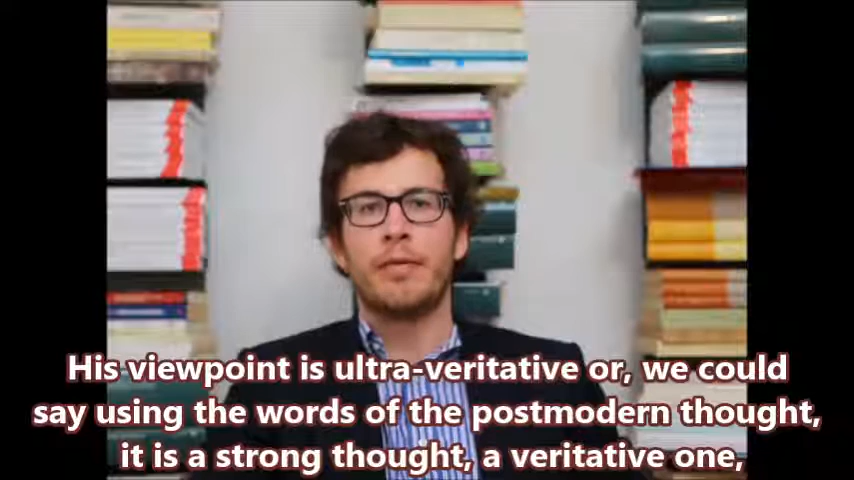 His viewpoint is ultra-veritative or, we could
say using the words of the postmodern thought,
it is a strong thought, a veritative one,